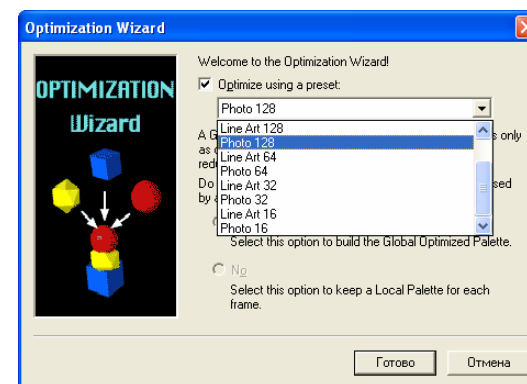 Optimization Wizard
OPTIMIZATION
Wizard
Welcome to the Optimization Wizard!
Optimize using a preset:
Photo 128
Line Art 128
Photo 128
Line Art 64
Photo 64
Line Art 32
Photo 32
Line Art 16
Photo 16
A G
s only
as
red
Do
sed
by
Select this option to build the Global Optimized Palette.
No
Select this option to keep a Local Palette for each
frame.
Готово
Отмена